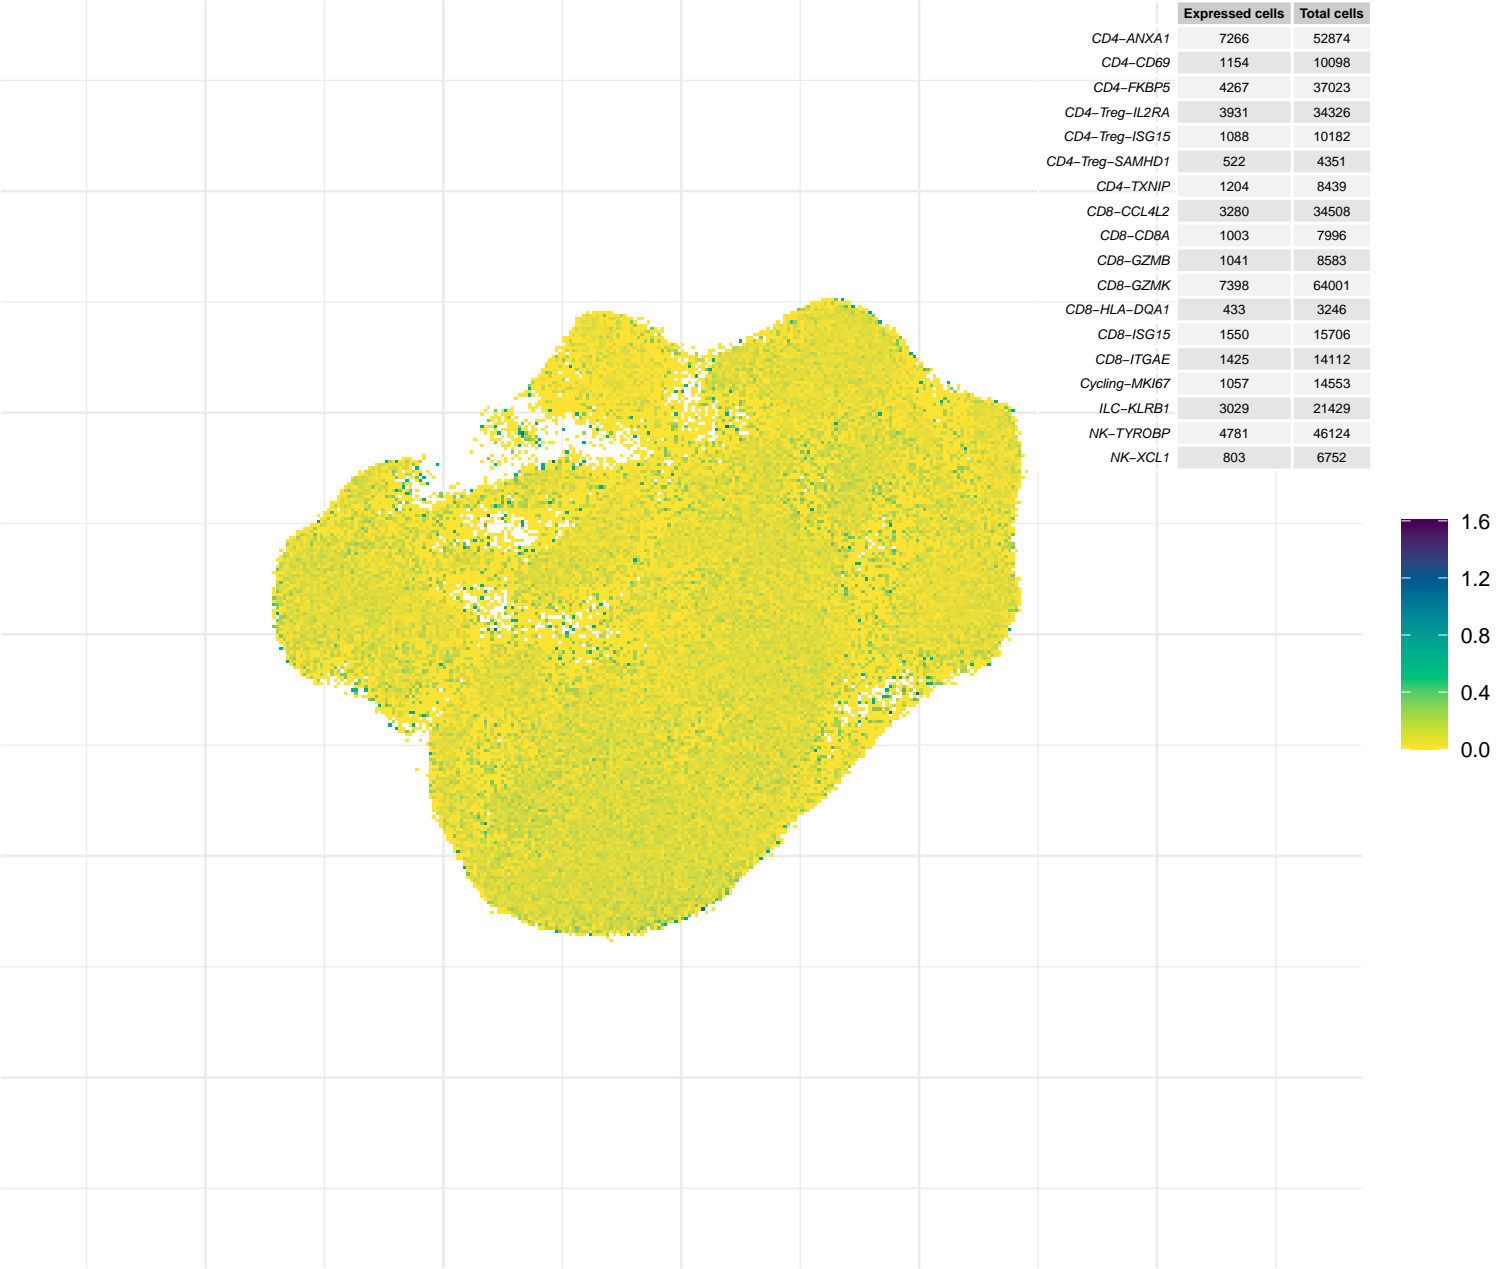 Expressed cells Total cells
CD4−ANXA1 7266 52874
CD4−CD69 1154 10098
CD4−FKBP5 4267 37023
CD4−Treg−IL2RA 3931 34326
CD4−Treg−ISG15 1088 10182
CD4−Treg−SAMHD1 522 4351
CD4−TXNIP 1204 8439
CD8−CCL4L2 3280 34508
CD8−CD8A 1003 7996
CD8−GZMB 1041 8583
CD8−GZMK 7398 64001
CD8−HLA−DQA1 433 3246
CD8−ISG15 1550 15706
CD8−ITGAE 1425 14112
Cycling−MKI67 1057 14553
ILC−KLRB1 3029 21429
NK−TYROBP 4781 46124
NK−XCL1 803 6752
1.6
1.2
0.8
0.4
0.0